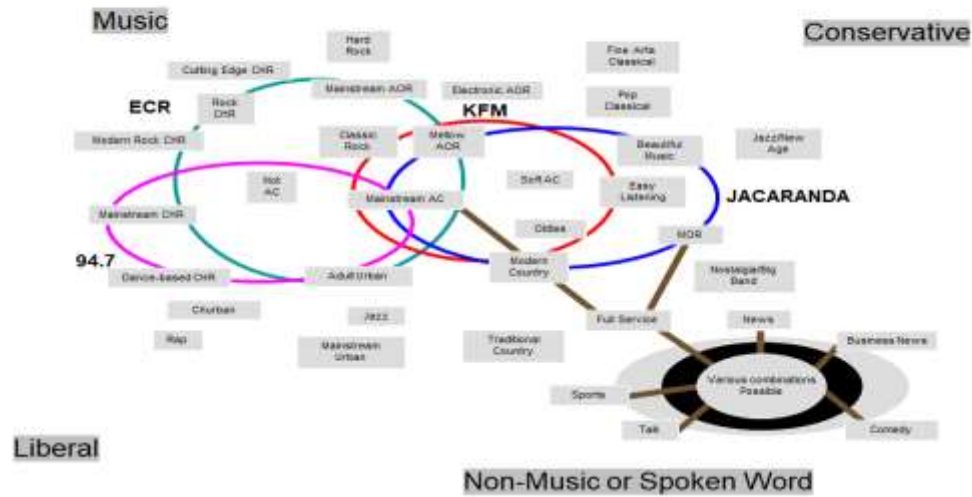 Music
Conservative
Hard
Rock
Fine Arts
Classical
Cutting Edge CHR
Mainstream AOR
Electronic AOR
Pop
Classical
ECR
Rock
CHR
KFM
Modern Rock CHR
Classic
Rock
Mellow
AOR
Beautiful
Music
Jazz/New
Age
Hot
AC
Soft AC
Easy
Listening
Mainstream AC
JACARANDA
Mainstream CHR
Oldies
MOR
94.7
Dance-based CHR
Adult Urban
Modern
Country
Nostalgia/Big
Band
Churban
Jazz
Full Service
News
Rap
Mainstream
Urban
Traditional
Country
Business News
Various combinations
Possible
Sports
Talk
Comedy
Liberal
Non-Music or Spoken Word